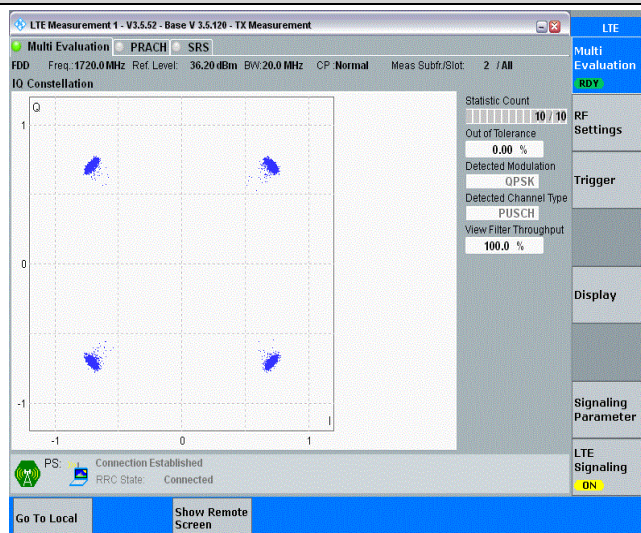 LTE Measurement 1 - V3.5.52 - Base V 3.5.120 - TX Measurement
Multi Evaluation PRACH SRS
FDD Freq.:1720.0 MHz Ref. Level: 36.20 dBm BW:20.0 MHz CP :Normal Meas Subfr./Slot: 2 / All
IQ Constellation
Q
1
0
-1
-1 0 1
I
Statistic Count
10 / 10
Out of Tolerance
0.00 %
Detected Modulation
QPSK
Detected Channel Type
PUSCH
View Filter Throughput
100.0 %
PS: Connection Established
RRC State: Connected
LTE
Multi
Evaluation
RDY
RF
Settings
Trigger
Display
Signaling
Parameter
LTE
Signaling
ON
Go To Local
Show Remote
Screen